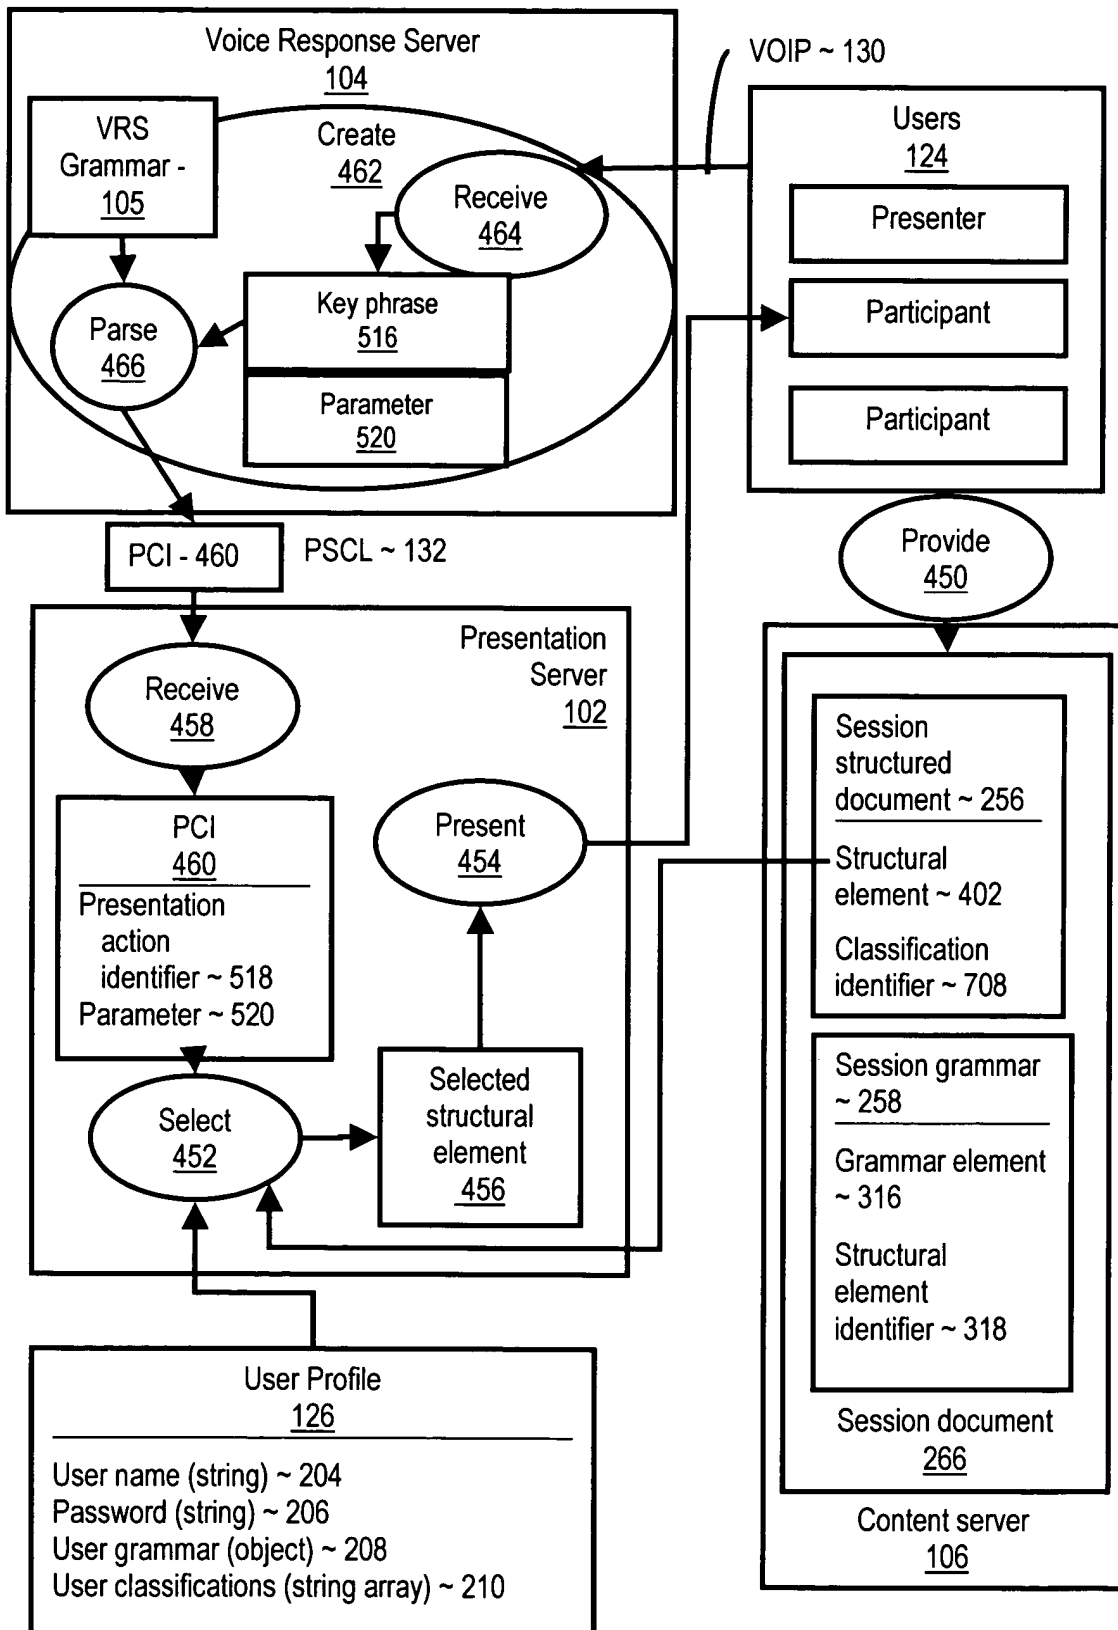 Voice Response Server
104
VOIP ~ 130
VRS
Grammar -
105
Create
462
Receive
464
Key phrase
516
Parse
466
Parameter
520
Users
124
Presenter
Participant
Participant
PCI - 460
PSCL ~ 132
Provide
450
Presentation
Server
102
Receive
458
PCI
460
Presentation
action
identifier ~ 518
Parameter ~ 520
Present
454
Select
452
Selected
structural
element
456
Session
structured
document ~ 256
Structural
element ~ 402
Classification
identifier ~ 708
Session grammar
~ 258
Grammar element
~ 316
Structural
element
identifier ~ 318
Session document
266
Content server
106
User Profile
126
User name (string) ~ 204
Password (string) ~ 206
User grammar (object) ~ 208
User classifications (string array) ~ 210